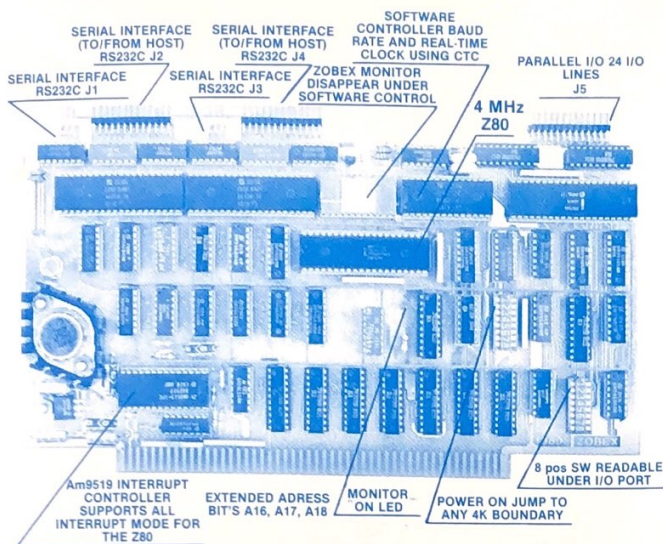 SERIAL INTERFACE
(TO/FROM HOST)
RS232C J2
SERIAL INTERFACE
(TO/FROM HOST)
RS232C J4
SOFTWARE
CONTROLLER BAUD
RATE AND REAL-TIME
CLOCK USING CTC
PARALLEL I/O 24 I/O
LINES
J5
SERIAL INTERFACE
RS232C J1
SERIAL INTERFACE
RS232C J3
ZOBEX MONITOR
DISAPPEAR UNDER
SOFTWARE CONTROL
4 MHz
Z80
ZOBEX
Am9519 INTERRUPT
CONTROLLER
SUPPORTS ALL
INTERRUPT MODE FOR
THE Z80
EXTENDED ADRESS
BIT'S A16, A17, A18
MONITOR
ON LED
POWER ON JUMP TO
ANY 4K BOUNDARY
8 pos SW READABLE
UNDER I/O PORT